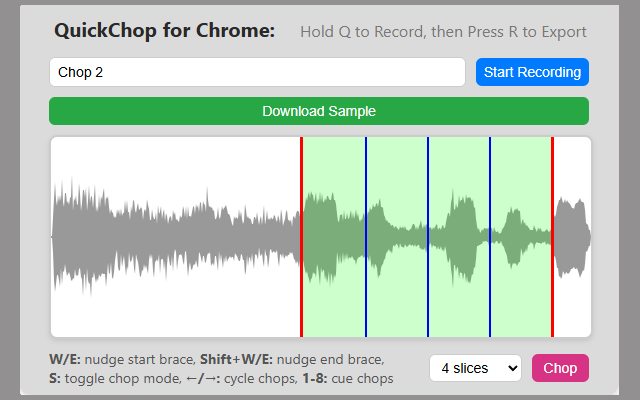 QuickChop for Chrome: Hold Q to Record, then Press R to Export
Chop 2 Start Recording
Download Sample
W/E: nudge start brace, Shift+W/E: nudge end brace,
S: toggle chop mode, ←/→: cycle chops, 1-8: cue chops
4 slices Chop